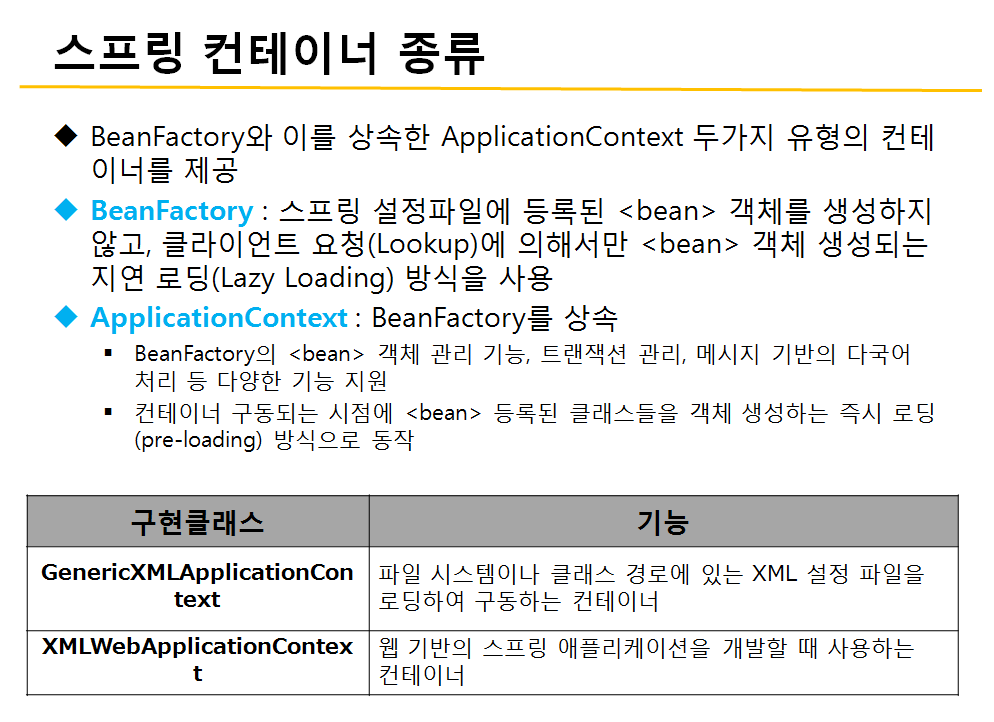 스프링 컨테이너 종류
◆ BeanFactory와 이를 상속한 ApplicationContext 두가지 유형의 컨테
이너를 제공
◆ BeanFactory : 스프링 설정파일에 등록된 <bean> 객체를 생성하지
않고, 클라이언트 요청(Lookup)에 의해서만 <bean> 객체 생성되는
지연 로딩(Lazy Loading) 방식을 사용
◆ ApplicationContext : BeanFactory를 상속
▪ BeanFactory의 <bean> 객체 관리 기능, 트랜잭션 관리, 메시지 기반의 다국어
처리 등 다양한 기능 지원
▪ 컨테이너 구동되는 시점에 <bean> 등록된 클래스들을 객체 생성하는 즉시 로딩
(pre-loading) 방식으로 동작
구현클래스
기능
GenericXMLApplicationCon
text
파일 시스템이나 클래스 경로에 있는 XML 설정 파일을
로딩하여 구동하는 컨테이너
XMLWebApplicationContex
t
웹 기반의 스프링 애플리케이션을 개발할 때 사용하는
컨테이너